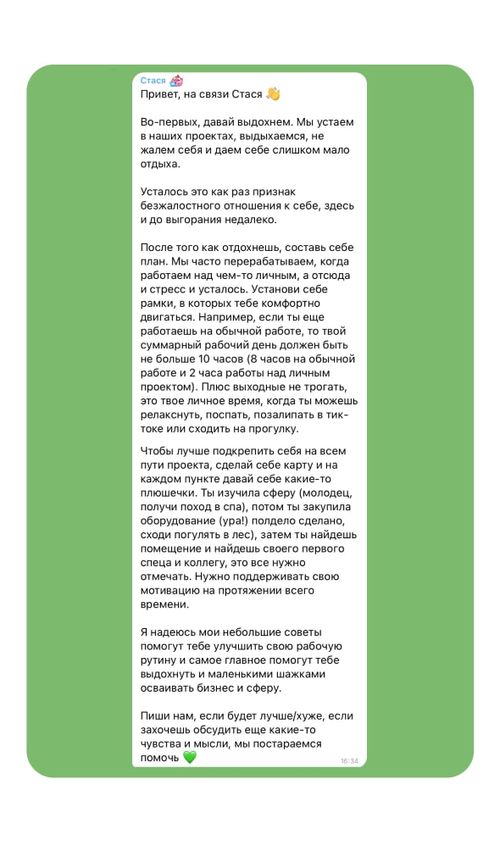 Стася
Привет, на связи Стася 👋
Во-первых, давай выдохнем. Мы устаем
в наших проектах, выдыхаемся, не
жалем себя и даем себе слишком мало
отдыха.
Усталось это как раз признак
безжалостного отношения к себе, здесь
и до выгорания недалеко.
После того как отдохнешь, составь себе
план. Мы часто перерабатываем, когда
работаем над чем-то личным, а отсюда
и стресс и усталось. Установи себе
рамки, в которых тебе комфортно
двигаться. Например, если ты еще
работаешь на обычной работе, то твой
суммарный рабочий день должен быть
не больше 10 часов (8 часов на обычной
работе и 2 часа работы над личным
проектом). Плюс выходные не трогать,
это твое личное время, когда ты можешь
релакснуть, поспать, позалипать в тик-
токе или сходить на прогулку.
Чтобы лучше подкрепить себя на всем
пути проекта, сделай себе карту и на
каждом пункте давай себе какие-то
плюшечки. Ты изучила сферу (молодец,
получи поход в спа), потом ты закупила
оборудование (ура!) полдело сделано,
сходи погулять в лес), затем ты найдешь
помещение и найдешь своего первого
спеца и коллегу, это все нужно
отмечать. Нужно поддерживать свою
мотивацию на протяжении всего
времени.
Я надеюсь мои небольшие советы
помогут тебе улучшить свою рабочую
рутину и самое главное помогут тебе
выдохнуть и маленькими шажками
осваивать бизнес и сферу.
Пиши нам, если будет лучше/хуже, если
захочешь обсудить еще какие-то
чувства и мысли, мы постараемся
помочь 💚
16:34